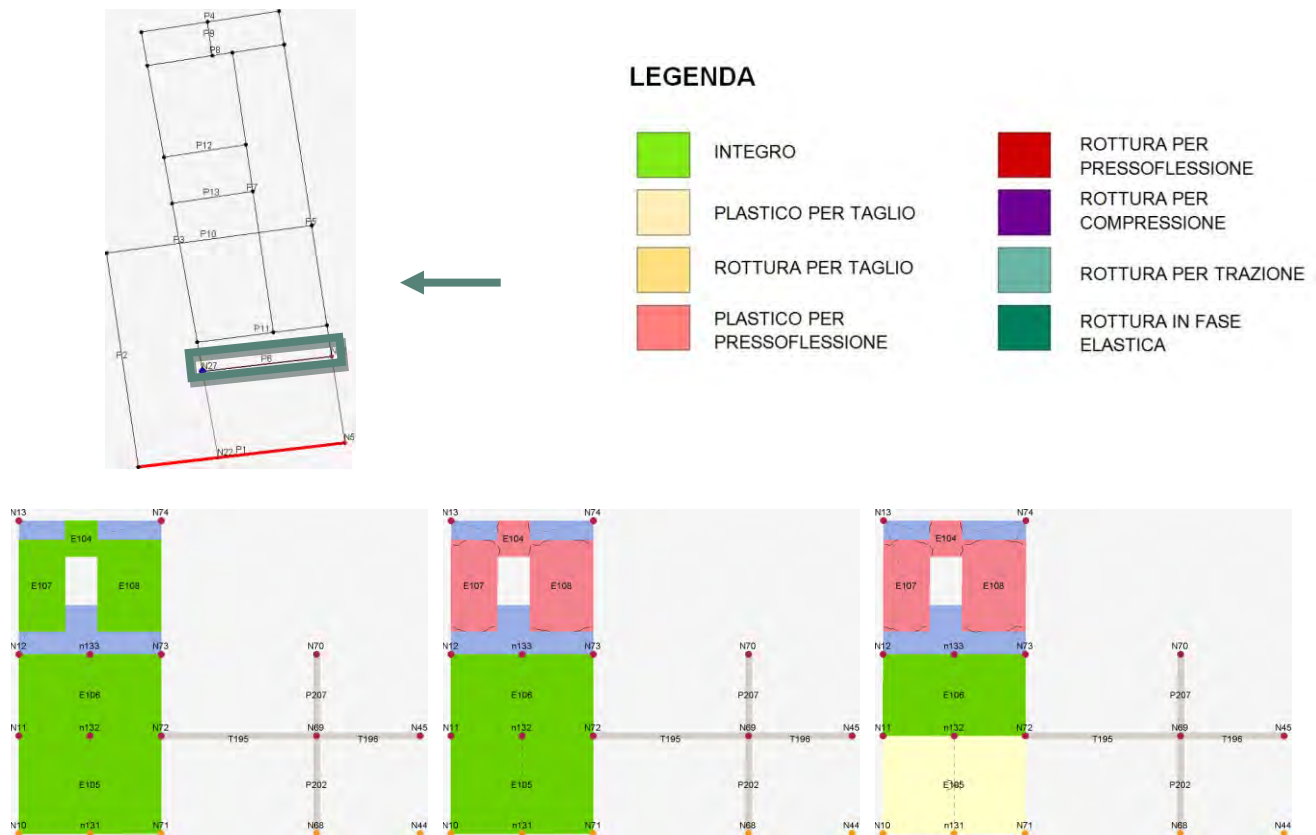 P4
P9
P8
P12
P13
P7
P5
P10
P3
P11
P2
P6
N27
N22
P1
N5
LEGENDA
INTEGRO
PLASTICO PER TAGLIO
ROTTURA PER TAGLIO
PLASTICO PER
PRESSOFLESSIONE
ROTTURA PER
PRESSOFLESSIONE
ROTTURA PER
COMPRESSIONE
ROTTURA PER TRAZIONE
ROTTURA IN FASE
ELASTICA
N13 N74
E104
E107 E108
N12 n133 N73 N70
E106 P207
N11 n132 N72 N69 N45
T195 T196
E105 P202
N10 n131 N71 N68 N44
N13 N74
E104
E107 E108
N12 n133 N73 N70
E106 P207
N11 n132 N72 N69 N45
T195 T196
E105 P202
N10 n131 N71 N68 N44
N13 N74
E104
E107 E108
N12 n133 N73 N70
E106 P207
N11 n132 N72 N69 N45
T195 T196
E105 P202
N10 n131 N71 N68 N44